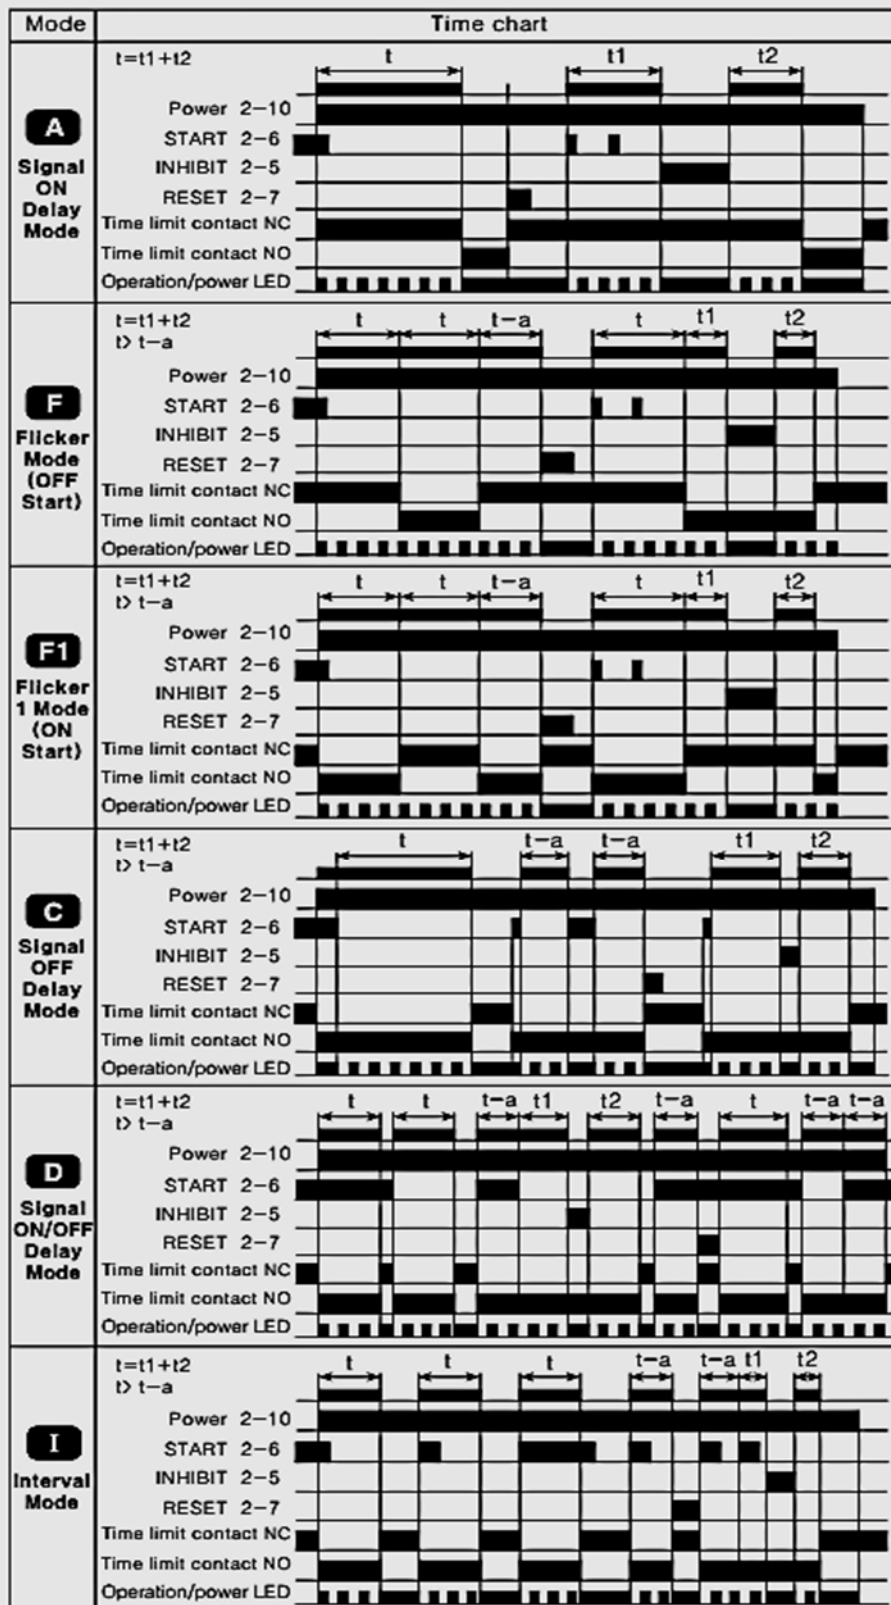 Mode Time chart
t=t1+t2 t t1 t2
Power 2-10
A START 2-6
Signal INHIBIT 2-5
ON RESET 2-7
Delay Time limit contact NC
Mode Time limit contact NO
Operation/power LED
t=t1+t2 t t t-a t t1 t2
t> t-a
Power 2-10
F START 2-6
Flicker INHIBIT 2-5
Mode RESET 2-7
(OFF Time limit contact NC
Start) Time limit contact NO
Operation/power LED
t=t1+t2 t t t-a t t1 t2
t> t-a
Power 2-10
F1 START 2-6
Flicker INHIBIT 2-5
1 Mode RESET 2-7
(ON
Start) Time limit contact NC
Time limit contact NO
Operation/power LED
t=t1+t2 t t-a t-a t1 t2
t> t-a
Power 2-10
C START 2-6
Signal INHIBIT 2-5
OFF
Delay RESET 2-7
Mode Time limit contact NC
Time limit contact NO
Operation/power LED
t=t1+t2 t t t-a t1 t2 t-a t t-a t-a
t> t-a
Power 2-10
D START 2-6
Signal INHIBIT 2-5
ON/OFF
Delay RESET 2-7
Mode Time limit contact NC
Time limit contact NO
Operation/power LED
t=t1+t2 t t t t-a t-a t1 t2
t> t-a
Power 2-10
I START 2-6
Interval INHIBIT 2-5
Mode RESET 2-7
Time limit contact NC
Time limit contact NO
Operation/power LED